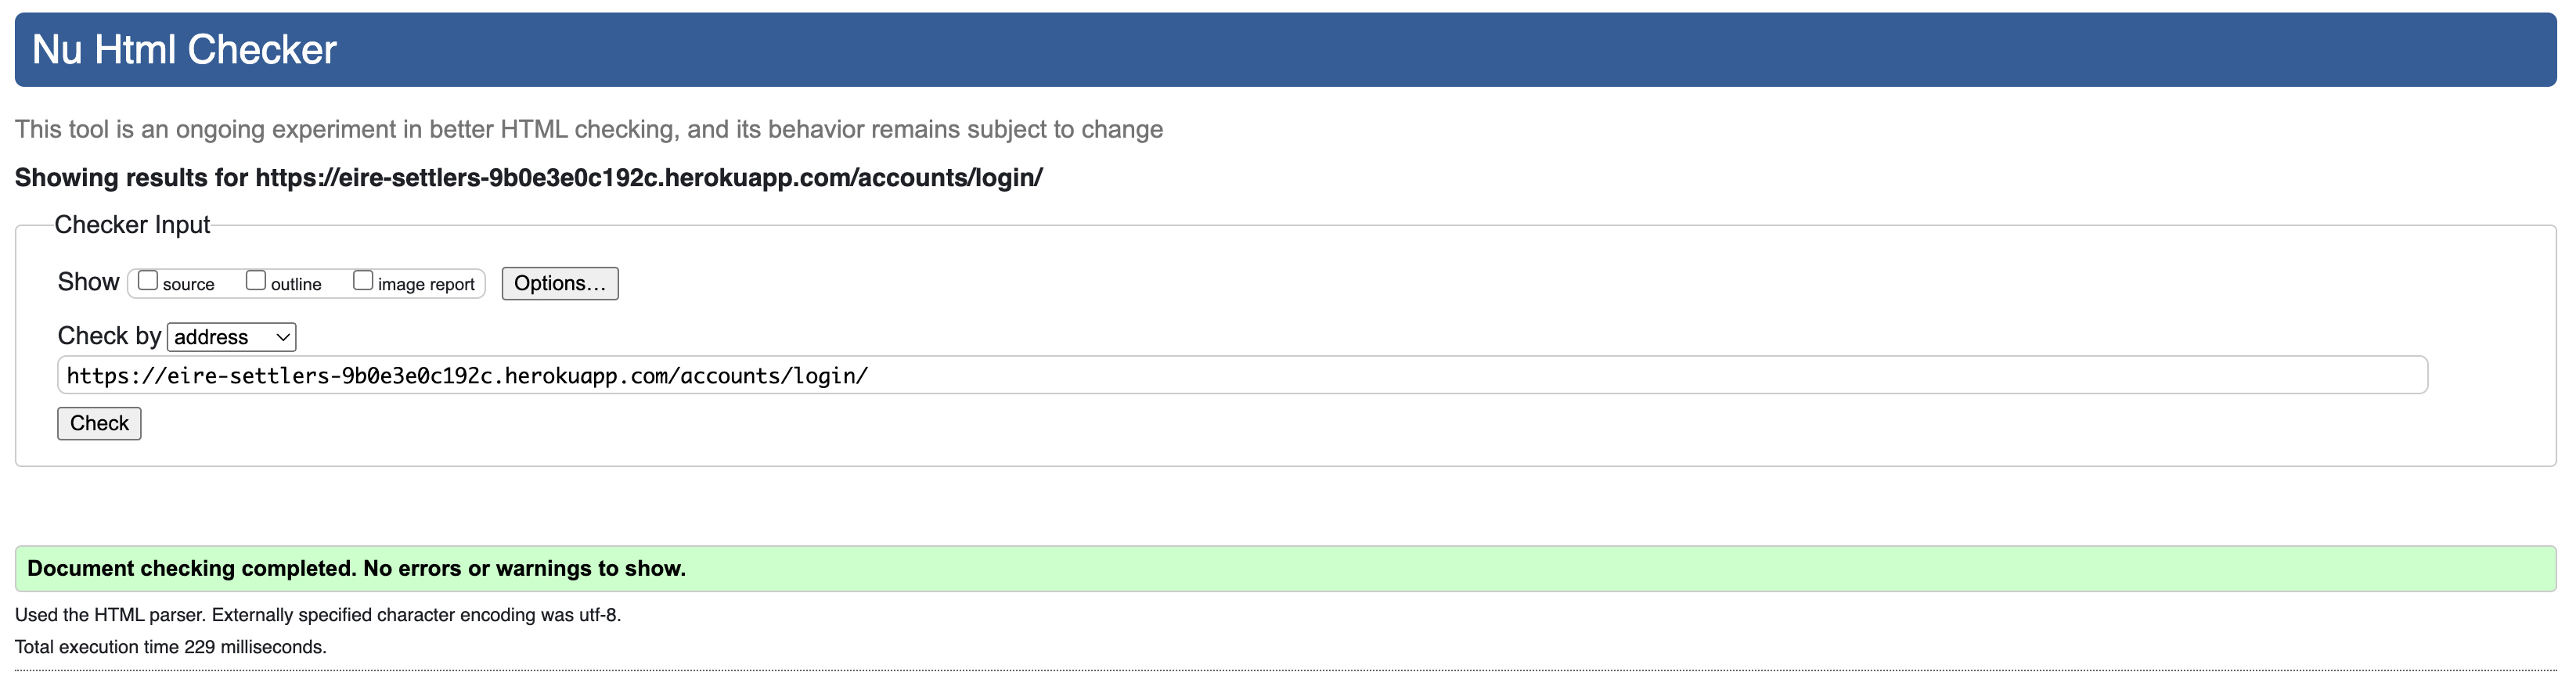 Nu Html Checker
This tool is an ongoing experiment in better HTML checking, and its behavior remains subject to change
Showing results for https://eire-settlers-9b0e3e0c192c.herokuapp.com/accounts/login/
Checker Input
Show source outline image report Options...
Check by address
https://eire-settlers-9b0e3e0c192c.herokuapp.com/accounts/login/
Check
Document checking completed. No errors or warnings to show.
Used the HTML parser. Externally specified character encoding was utf-8.
Total execution time 229 milliseconds.